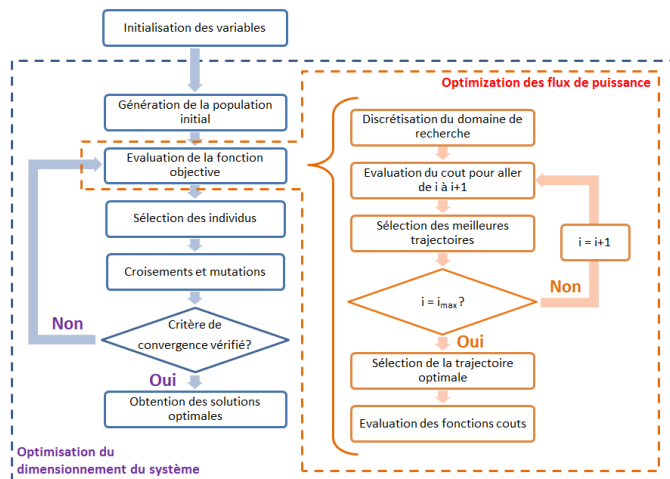 Initialisation des variables
Génération de la population
initial
Evaluation de la fonction
objective
Sélection des individus
Croisements et mutations
Critère de
convergence vérifié?
Non
Oui
Obtention des solutions
optimales
Optimisation du
dimensionnement du système
Optimization des flux de puissance
Discrétisation du domaine de
recherche
Evaluation du cout pour aller
de i à i+1
Sélection des meilleures
trajectoires
i = i+1
i = imax ?
Non
Oui
Sélection de la trajectoire
optimale
Evaluation des fonctions couts